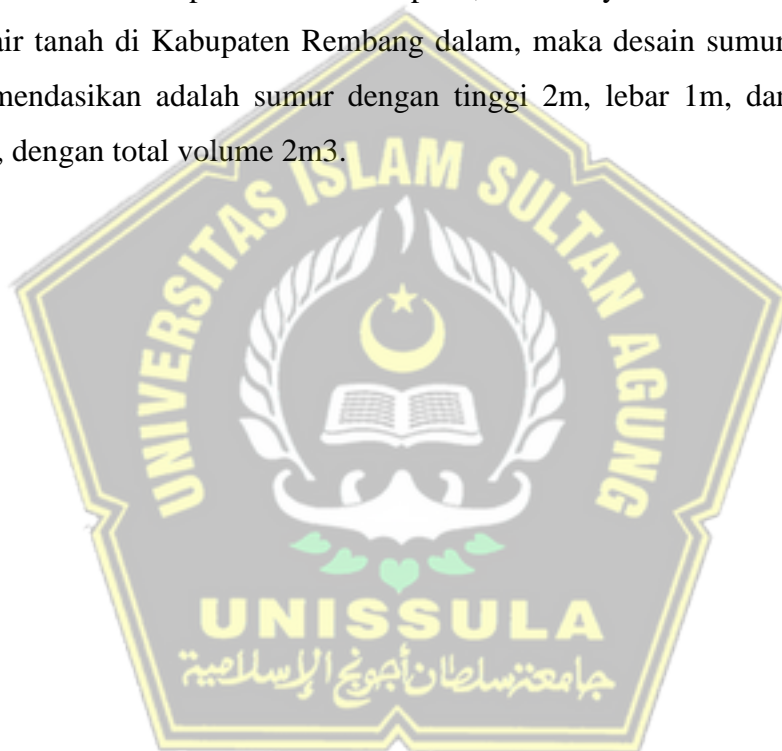 air tanah di Kabupaten Rembang dalam, maka desain sumur
mendasikan adalah sumur dengan tinggi 2m, lebar 1m,
, dengan total volume 2m3.
UNIVERSITAS ISLAM SULTAN AGUNG
UNISSULA
جامعة سلطان أجونج الإسلامية